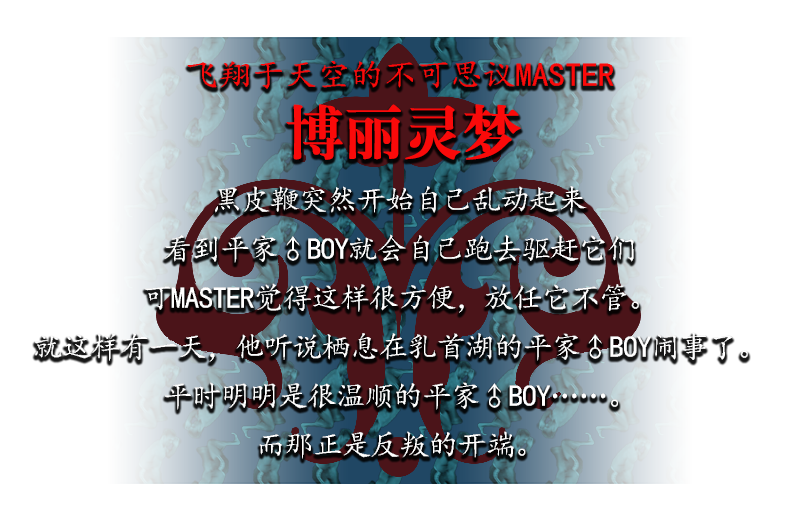 飞翔于天空的不可思议MASTER
博丽灵梦
黑皮鞭突然开始自己乱动起来
看到平家♂BOY就会自己跑去驱赶它们
可MASTER觉得这样很方便，放任它不管。
就这样有一天，他听说栖息在乳首湖的平家♂BOY闹事了。
平时明明是很温顺的平家♂BOY……。
而那正是反叛的开端。